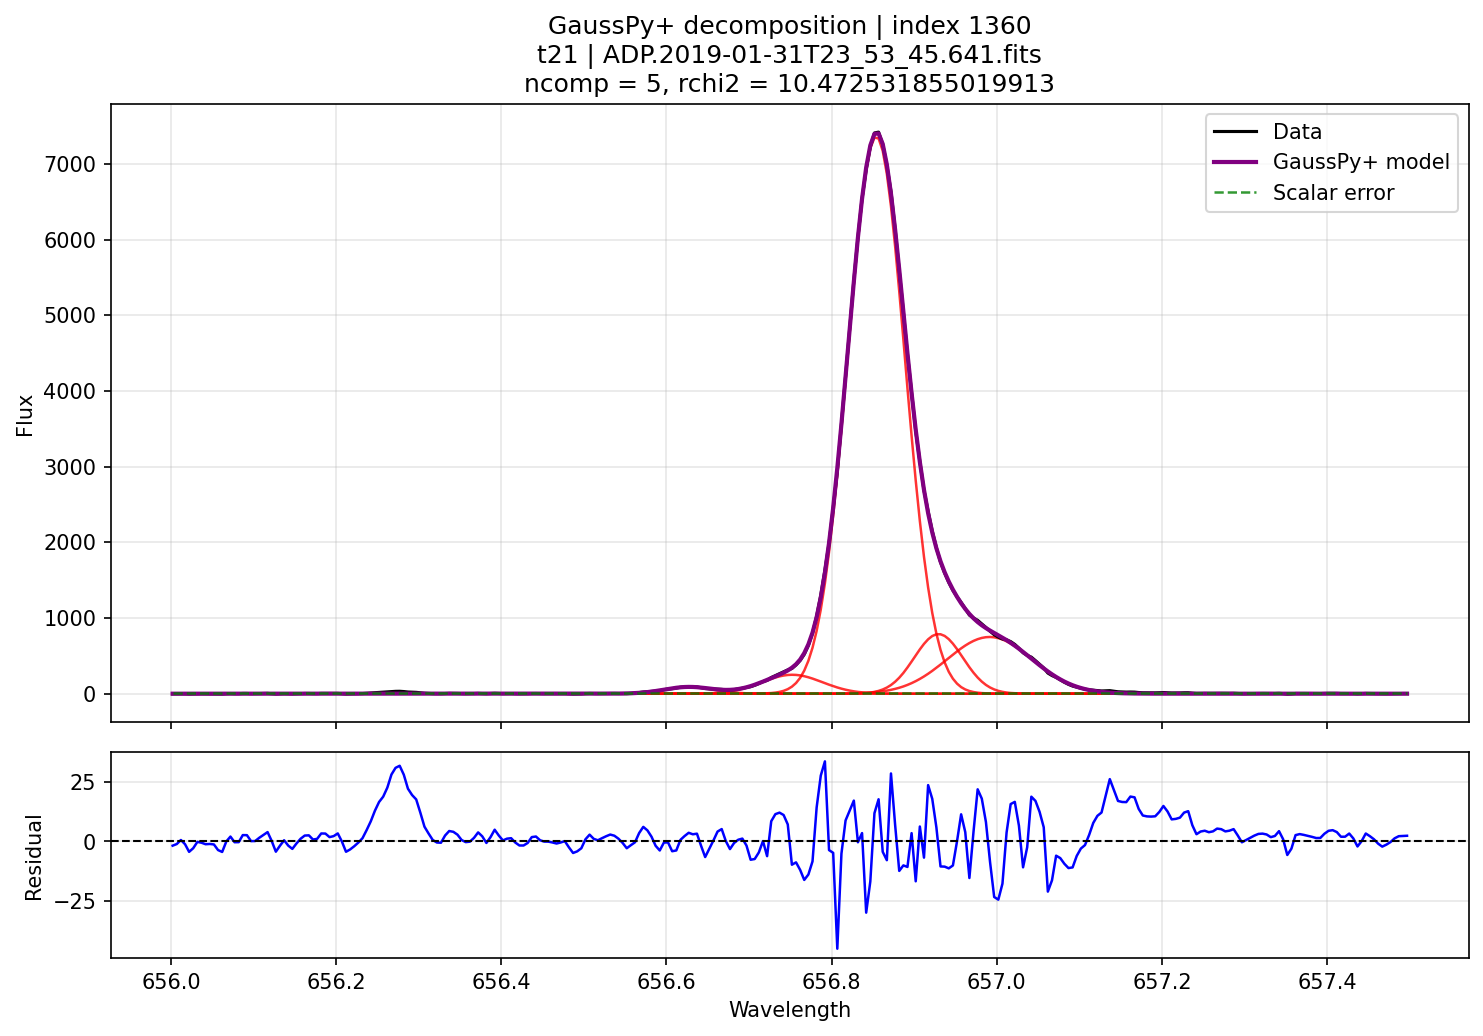 GaussPy+ decomposition | index 1360
t21 | ADP.2019-01-31T23_53_45.641.fits
ncomp = 5, rchi2 = 10.472531855019913
Data
GaussPy+ model
Scalar error
Flux
7000
6000
5000
4000
3000
2000
1000
0
Residual
25
0
−25
656.0
656.2
656.4
656.6
656.8
657.0
657.2
657.4
Wavelength